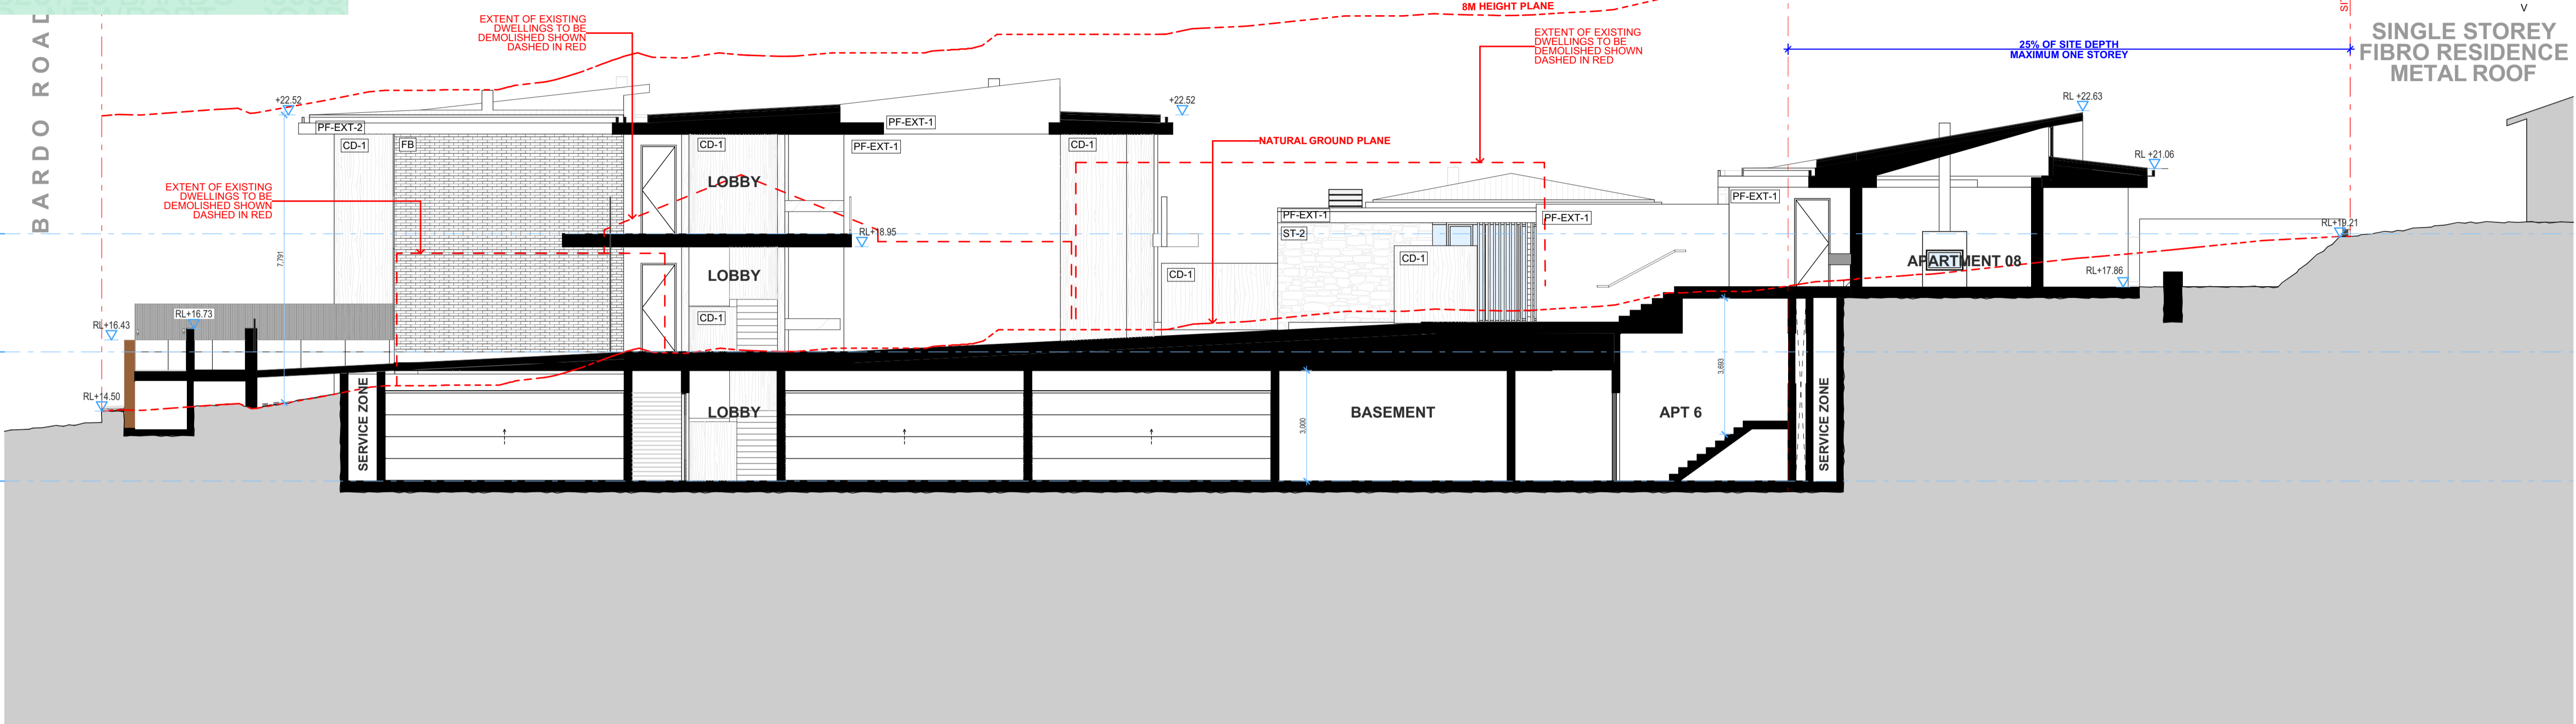 BARDO ROAD
EXTENT OF EXISTING
DWELLINGS TO BE
DEMOLISHED SHOWN
DASHED IN RED
8M HEIGHT PLANE
EXTENT OF EXISTING
DWELLINGS TO BE
DEMOLISHED SHOWN
DASHED IN RED
25% OF SITE DEPTH
MAXIMUM ONE STOREY
V
SINGLE STOREY
FIBRO RESIDENCE
METAL ROOF
+22.52
+22.52
RL +22.63
PF-EXT-2
PF-EXT-1
CD-1
FB
CD-1
PF-EXT-1
CD-1
NATURAL GROUND PLANE
RL +21.06
LOBBY
EXTENT OF EXISTING
DWELLINGS TO BE
DEMOLISHED SHOWN
DASHED IN RED
PF-EXT-1
PF-EXT-1
PF-EXT-1
ST-2
RL+18.95
RL+19.21
7,791
LOBBY
CD-1
CD-1
APARTMENT 08
RL+17.86
RL+16.43
RL+16.73
CD-1
3,693
RL+14.50
SERVICE ZONE
LOBBY
3,000
BASEMENT
APT 6
SERVICE ZONE